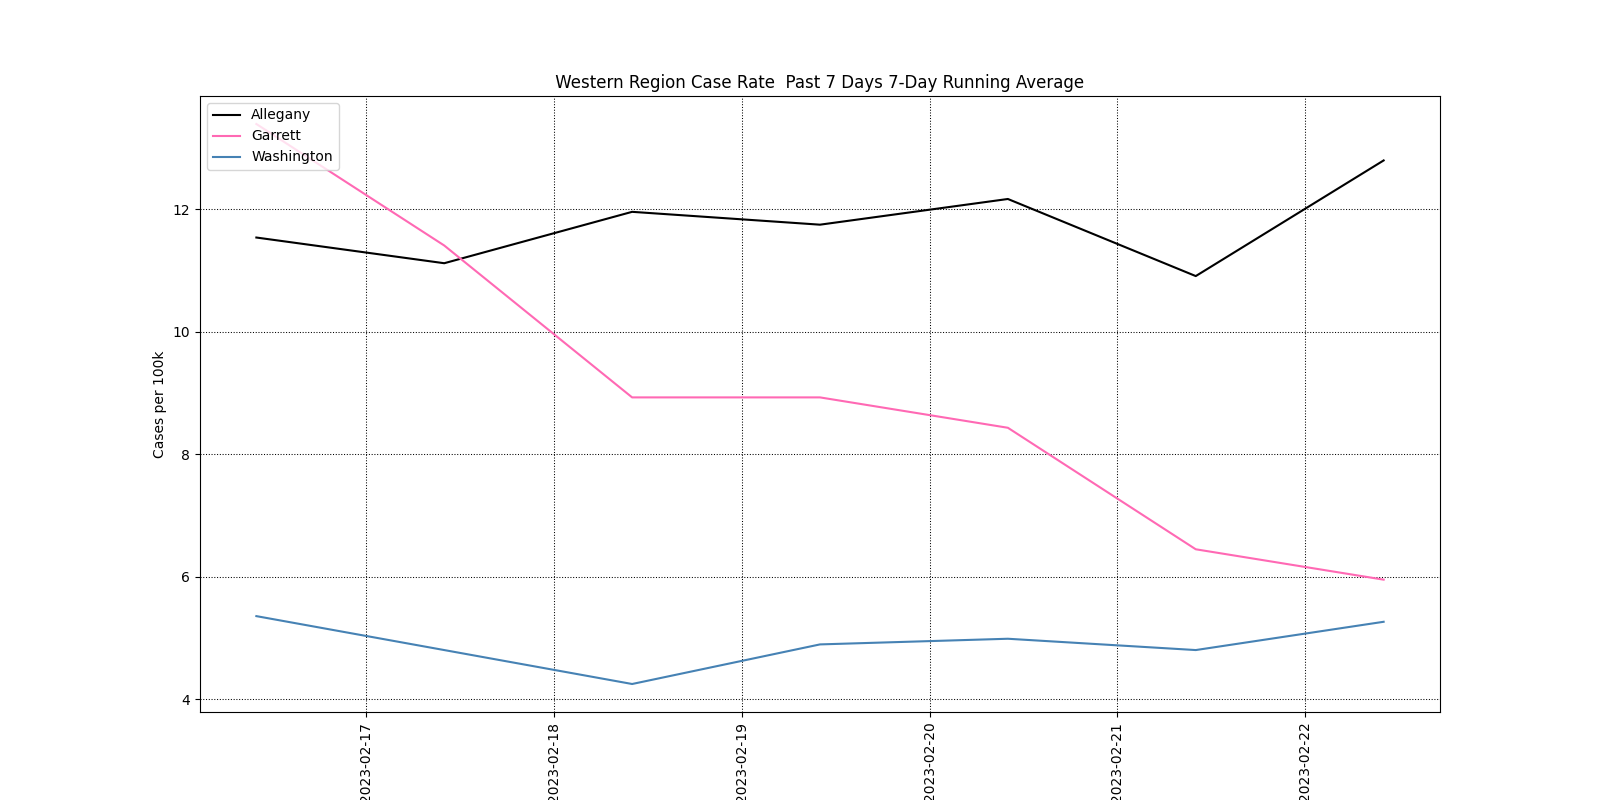 Western Region Case Rate  Past 7 Days 7-Day Running Average
Allegany
Garrett
Washington
Cases per 100k
12
10
8
6
4
2023-02-17
2023-02-18
2023-02-19
2023-02-20
2023-02-21
2023-02-22